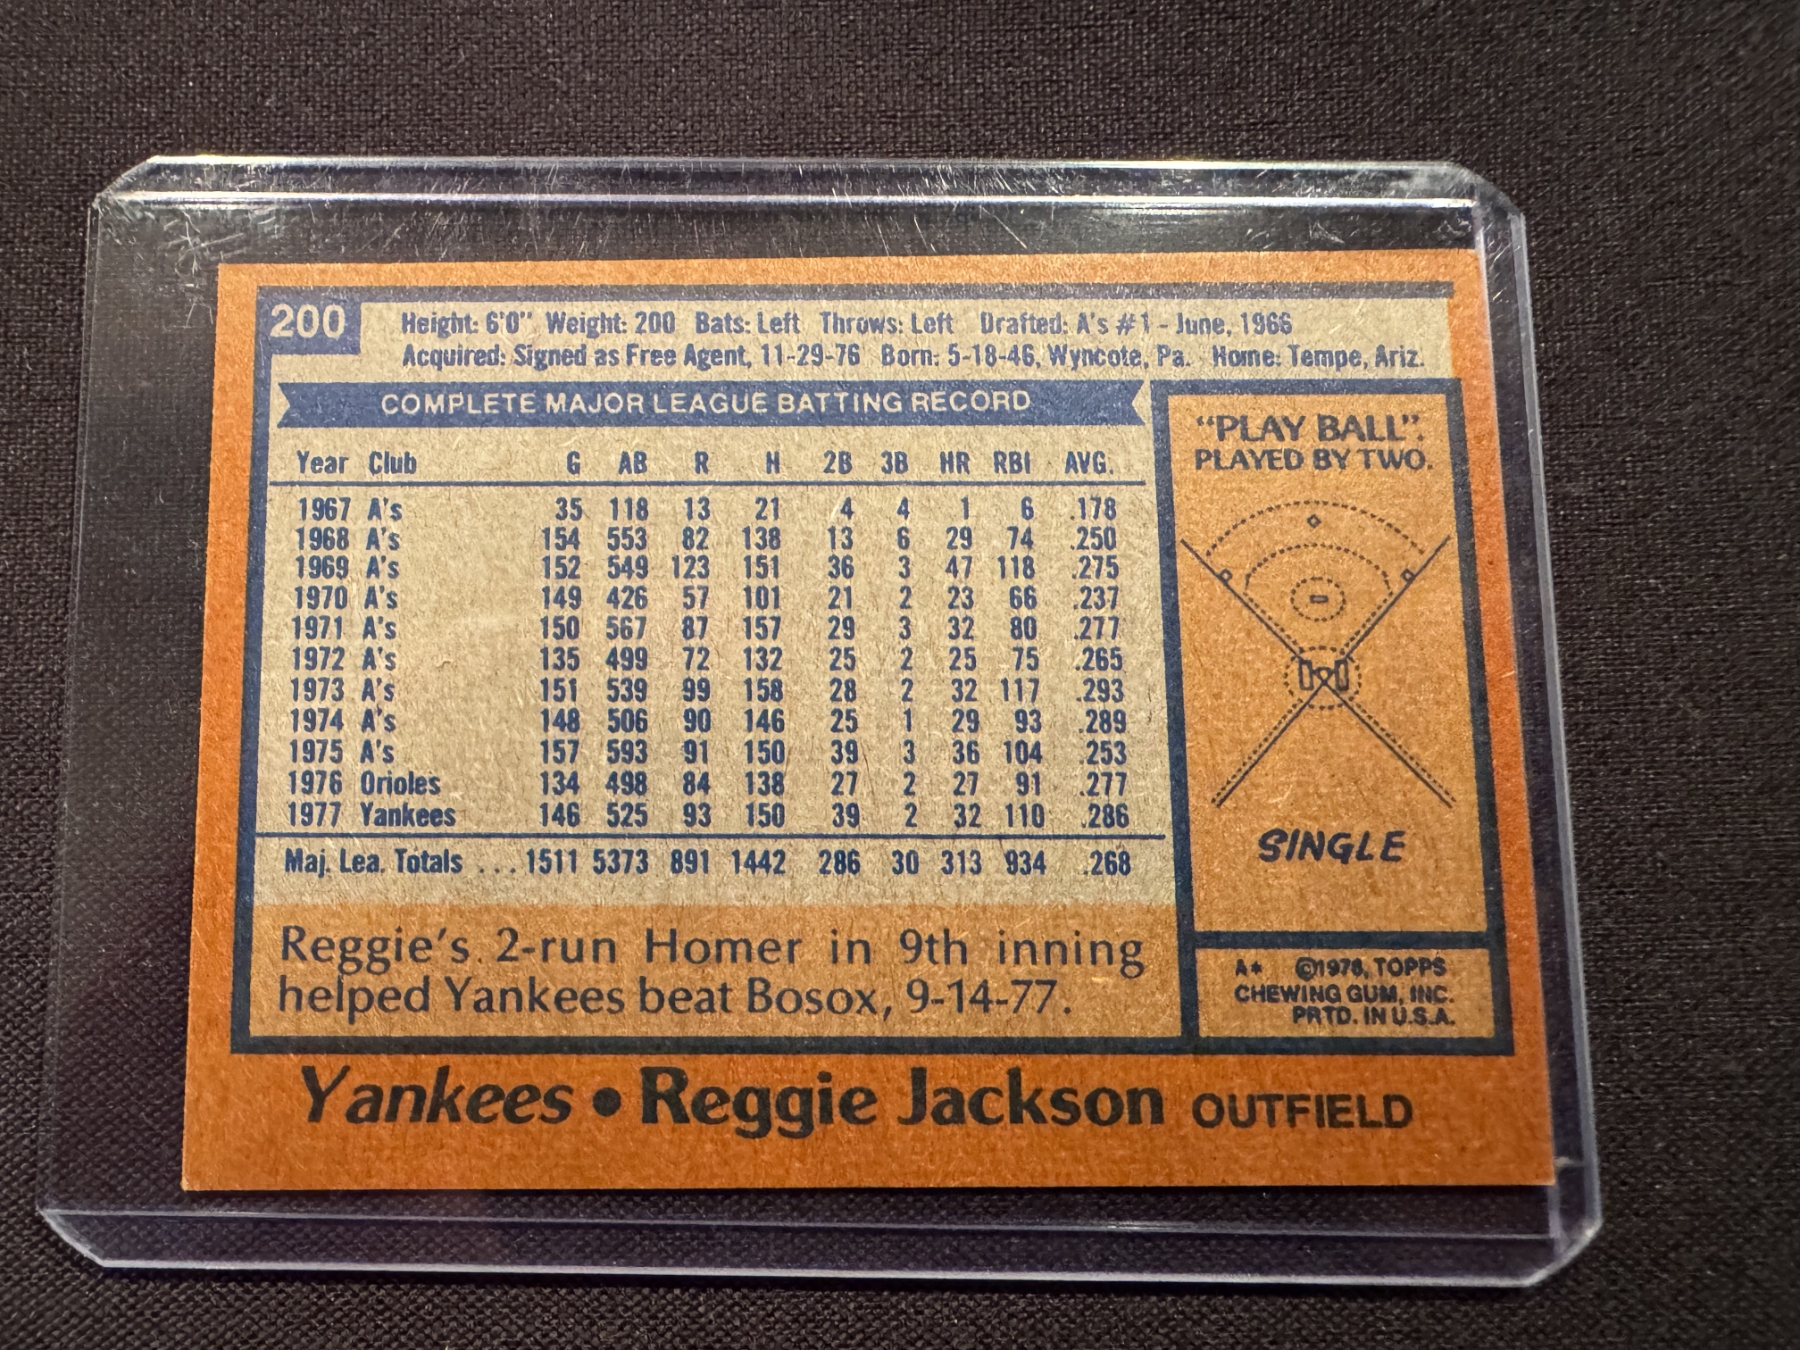 200
Height: 6'0" Weight: 200 Bats: Left Throws: Left Drafted: A's #1 - June, 1966
Acquired: Signed as Free Agent, 11-29-76 Born: 5-18-46, Wyncote, Pa. Home: Tempe, Ariz.
COMPLETE MAJOR LEAGUE BATTING RECORD
Year Club G AB R H 2B 3B HR RBI AVG.
1967 A's 35 118 13 21 4 4 1 6 .178
1968 A's 154 553 82 138 13 6 29 74 .250
1969 A's 152 549 123 151 36 3 47 118 .275
1970 A's 149 426 57 101 21 2 23 66 .237
1971 A's 150 567 87 157 29 3 32 80 .277
1972 A's 135 499 72 132 25 2 25 75 .265
1973 A's 151 539 99 158 28 2 32 117 .293
1974 A's 148 506 90 146 25 1 29 93 .289
1975 A's 157 593 91 150 39 3 36 104 .253
1976 Orioles 134 498 84 138 27 2 27 91 .277
1977 Yankees 146 525 93 150 39 2 32 110 .286
Maj. Lea. Totals ... 1511 5373 891 1442 286 30 313 934 .268
Reggie's 2-run Homer in 9th inning
helped Yankees beat Bosox, 9-14-77.
"PLAY BALL".
PLAYED BY TWO.
SINGLE
A* ©1978, TOPPS
CHEWING GUM, INC.
PRTD. IN U.S.A.
Yankees • Reggie Jackson OUTFIELD